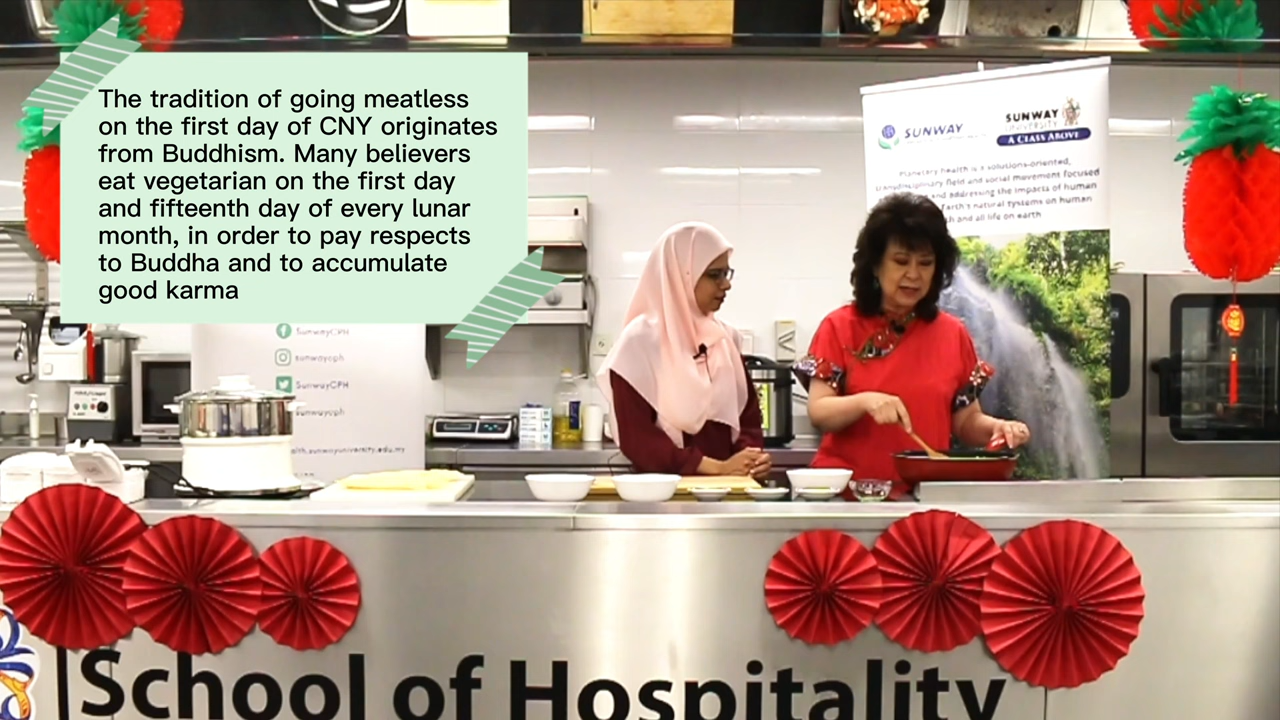 The tradition of going meatless
on the first day of CNY originates
from Buddhism. Many believers
eat vegetarian on the first day
and fifteenth day of every lunar
month, in order to pay respects
to Buddha and to accumulate
good karma
SUNWAY
SUNWAY
UNIVERSITY
A CLASS ABOVE
Planetary health is a solutions-oriented,
transdisciplinary field and social movement focused
and addressing the impacts of human
Earth's natural systems on human
and all life on earth
SunwayCPH
sunwaycph
SunwayCPH
sunwaycph
.sunwayuniversity.edu.my
School of Hospitality